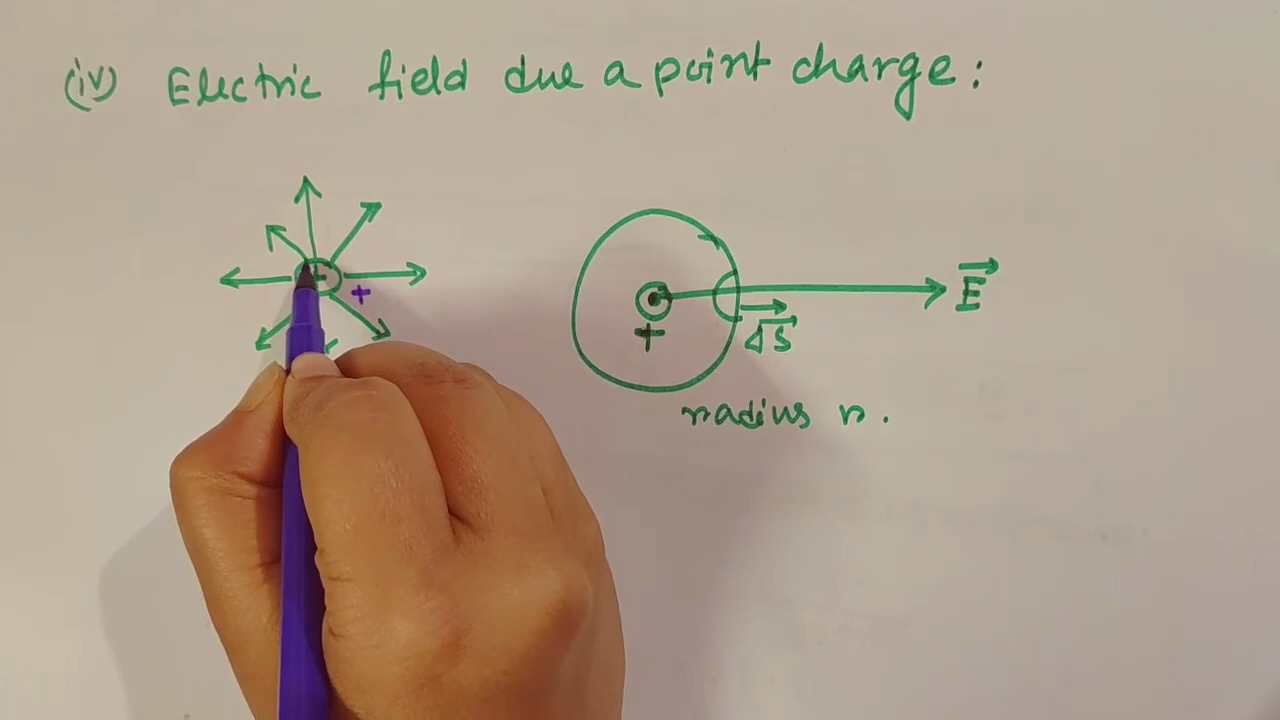 (iv) Electric field due a point charge:
+ +
E
+ ΔS
radius r.